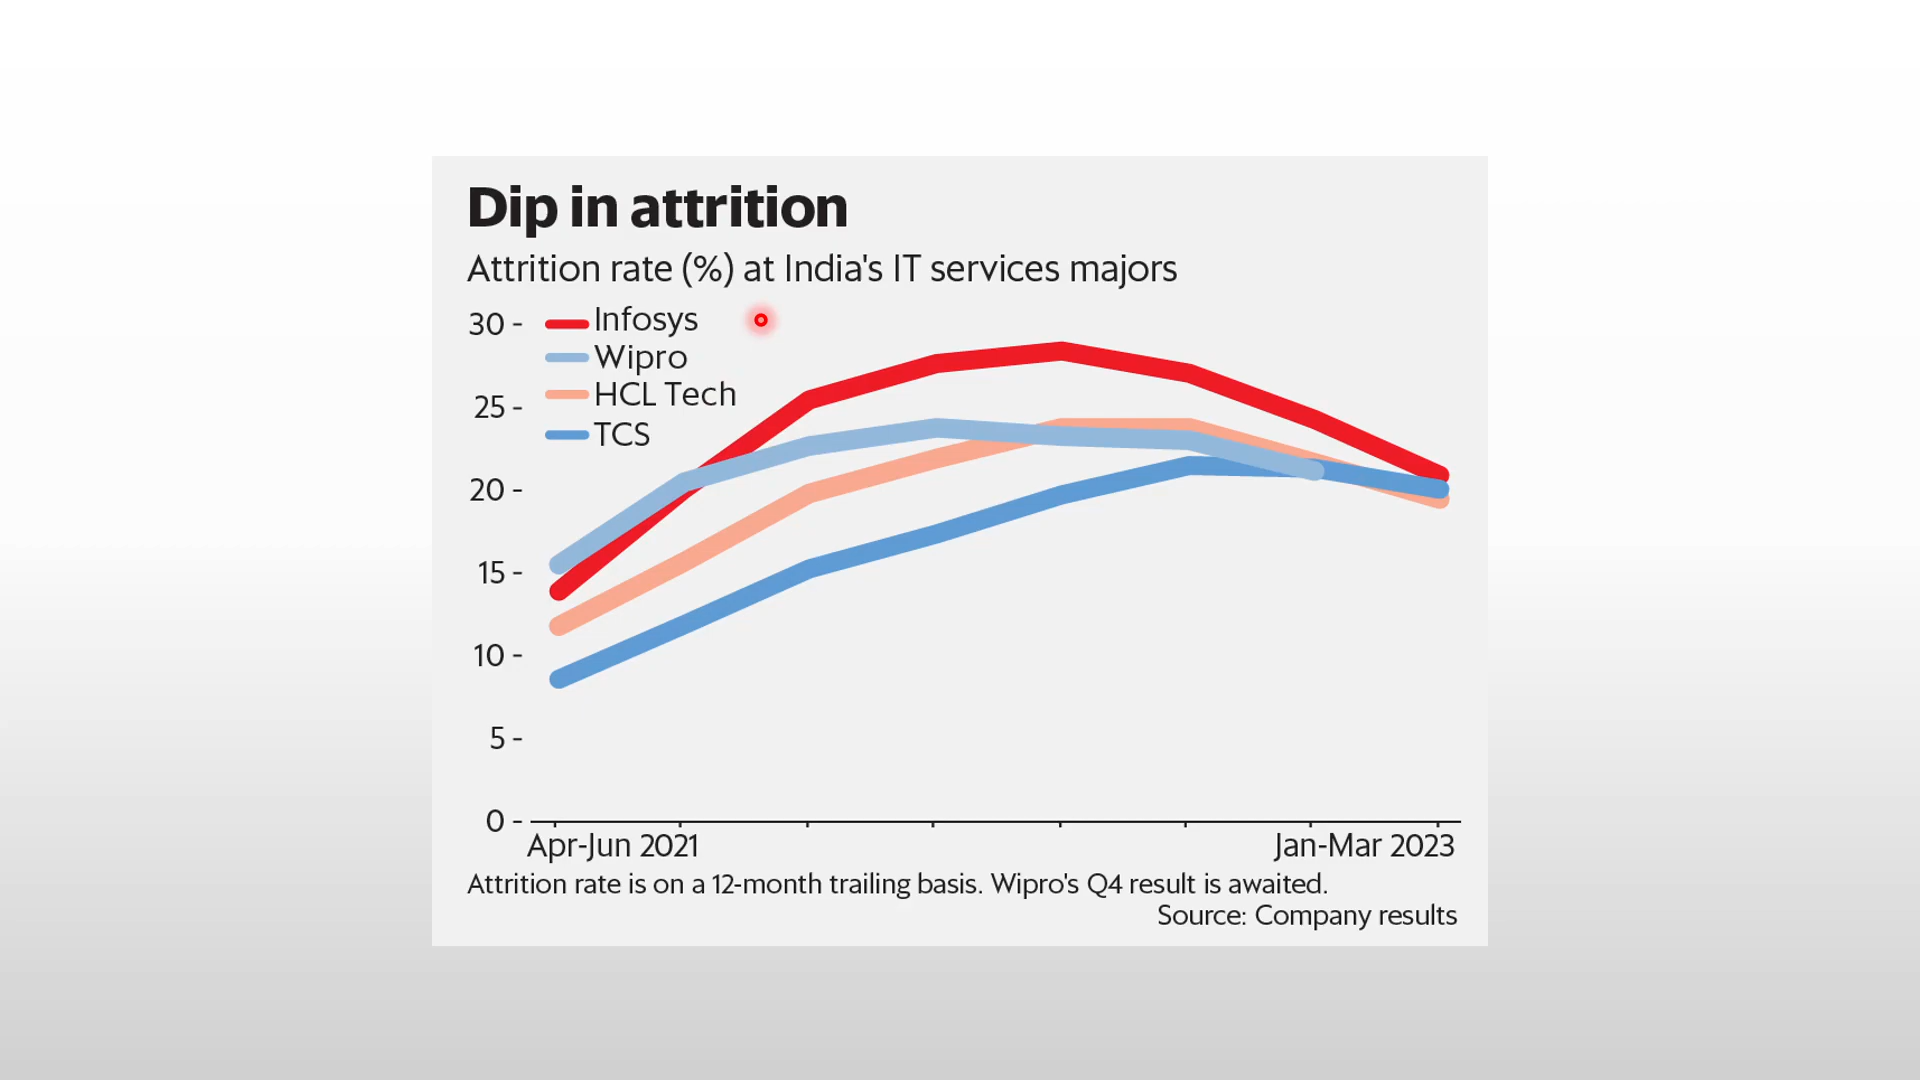 Dip in attrition
Attrition rate (%) at India's IT services majors
30 -
Infosys
Wipro
HCL Tech
25 -
TCS
20 -
15 -
10 -
5 -
0 -
Apr-Jun 2021
Jan-Mar 2023
Attrition rate is on a 12-month trailing basis. Wipro's Q4 result is awaited.
Source: Company results